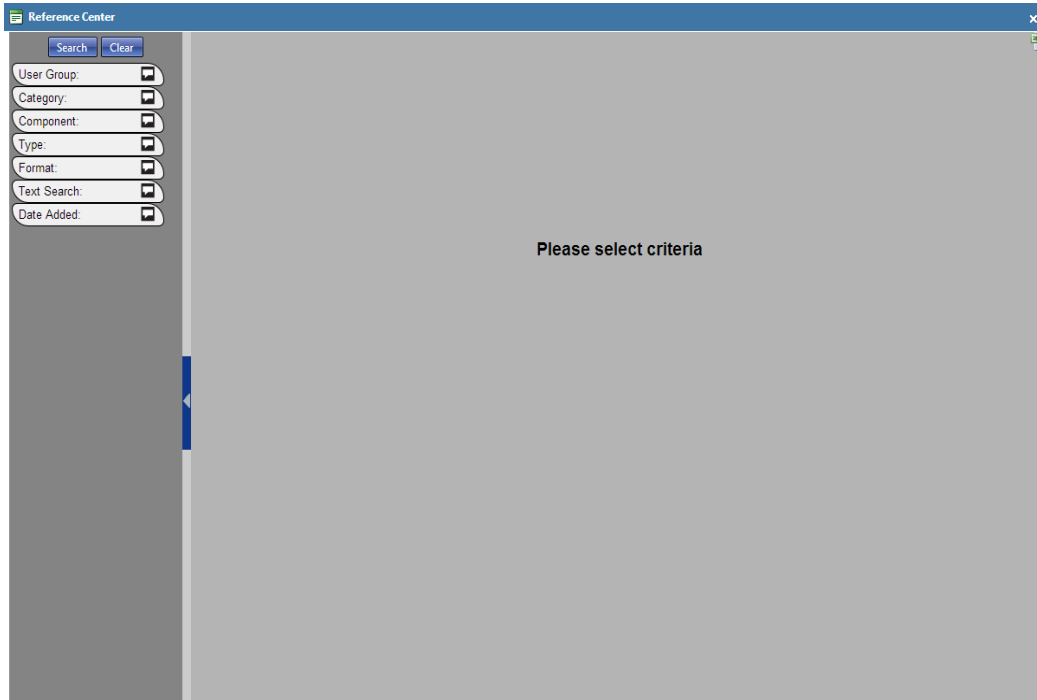 Reference Center
Search Clear
User Group:
Category:
Component:
Type:
Format:
Text Search:
Date Added:
Please select criteria